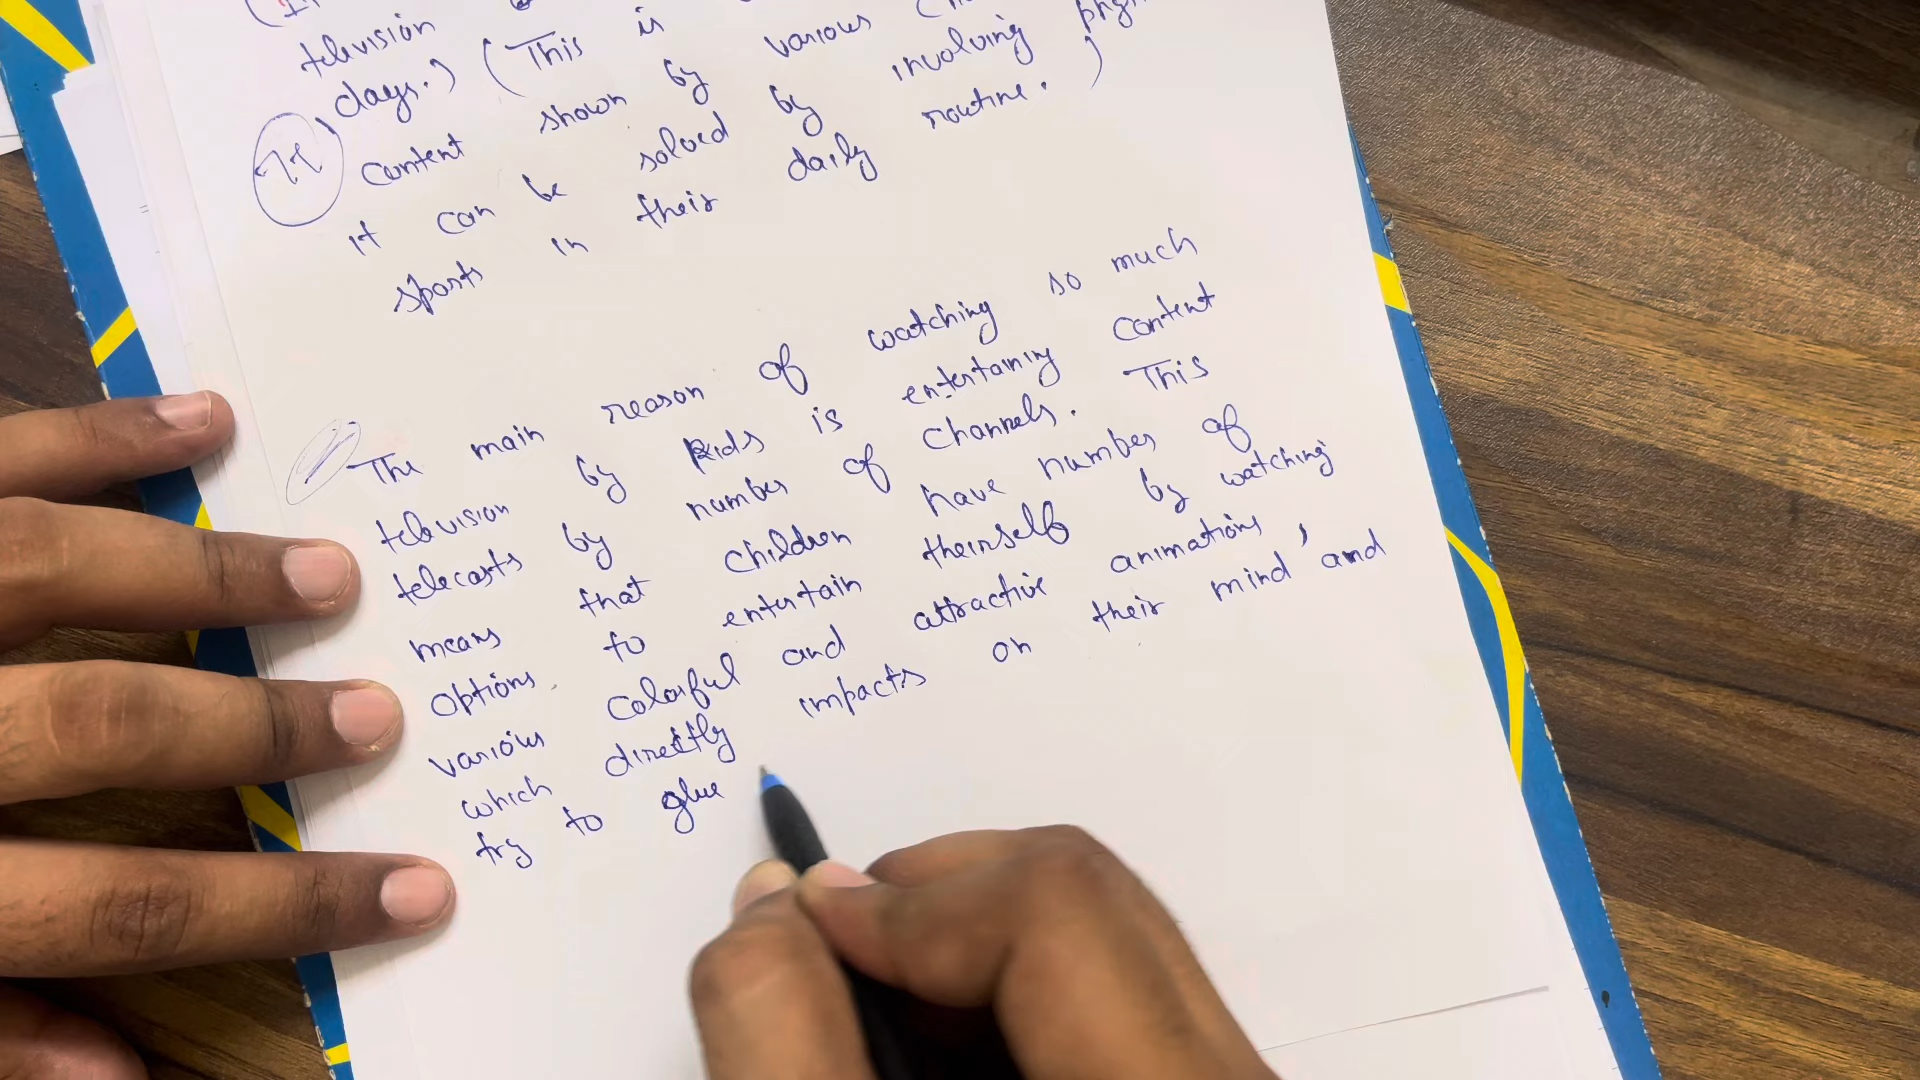 television
days.) (This is
content shown by various
it can be solved by involving
sports in their daily routine.)
The main reason of watching so much
television by kids is entertaining content
telecasts by number of channels. This
means that children have number of
options to entertain theirself by watching
various colorful and attractive animations,
which directly impacts on their mind and
try to glue